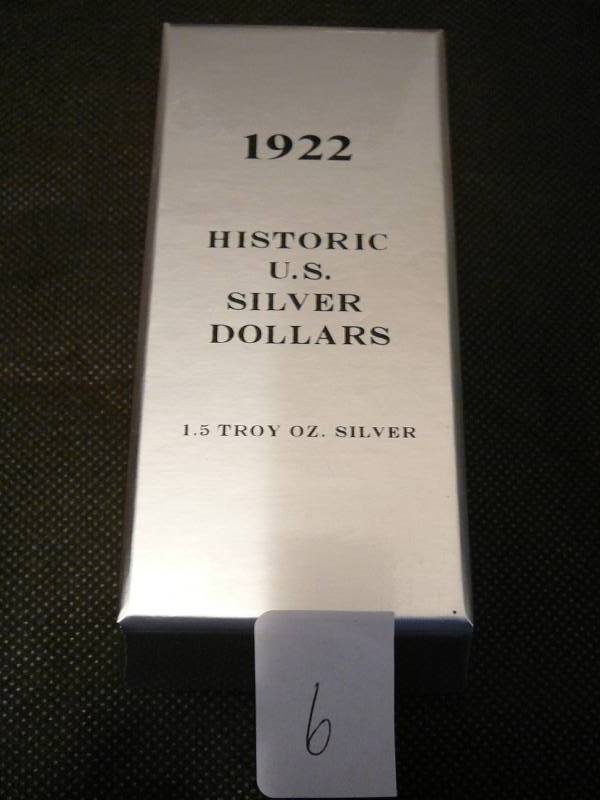 1922
HISTORIC
U.S.
SILVER
DOLLARS
1.5 TROY OZ. SILVER
6